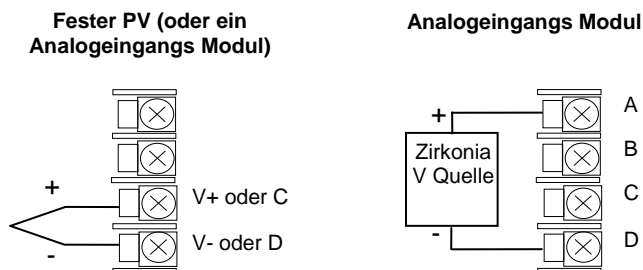 Fester PV (oder ein
Analogeingangs Modul)
+
V+ oder C
-
V- oder D
Analogeingangs Modul
+
A
Zirkonia
V Quelle
B
C
-
D